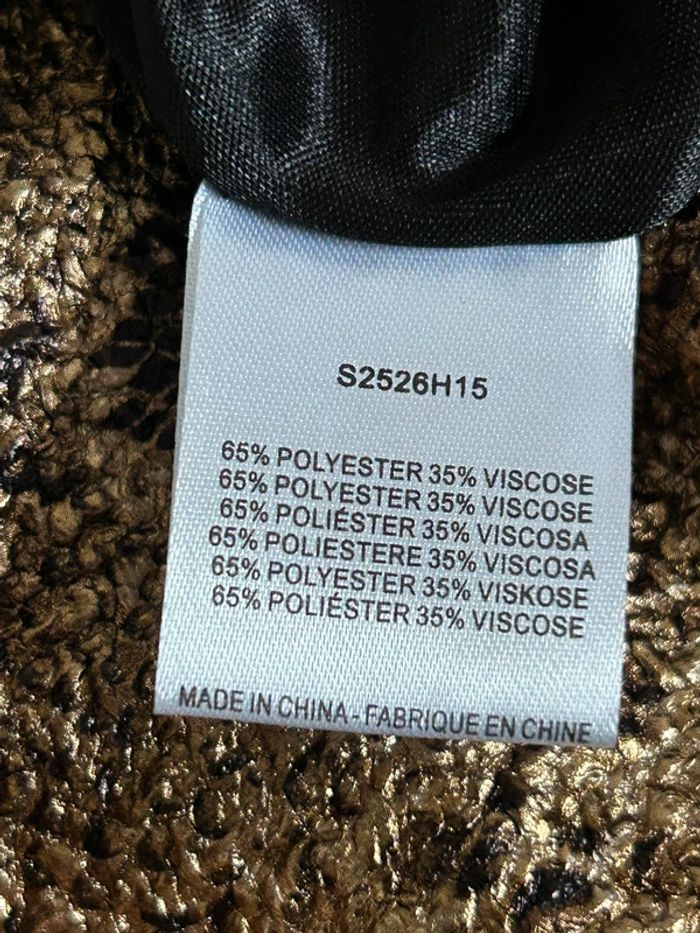 S2526H15
65% POLYESTER 35% VISCOSE
65% POLYESTER 35% VISCOSE
65% POLIÉSTER 35% VISCOSA
65% POLIESTERE 35% VISCOSA
65% POLYESTER 35% VISKOSE
65% POLIÉSTER 35% VISCOSE
MADE IN CHINA - FABRIQUE EN CHINE